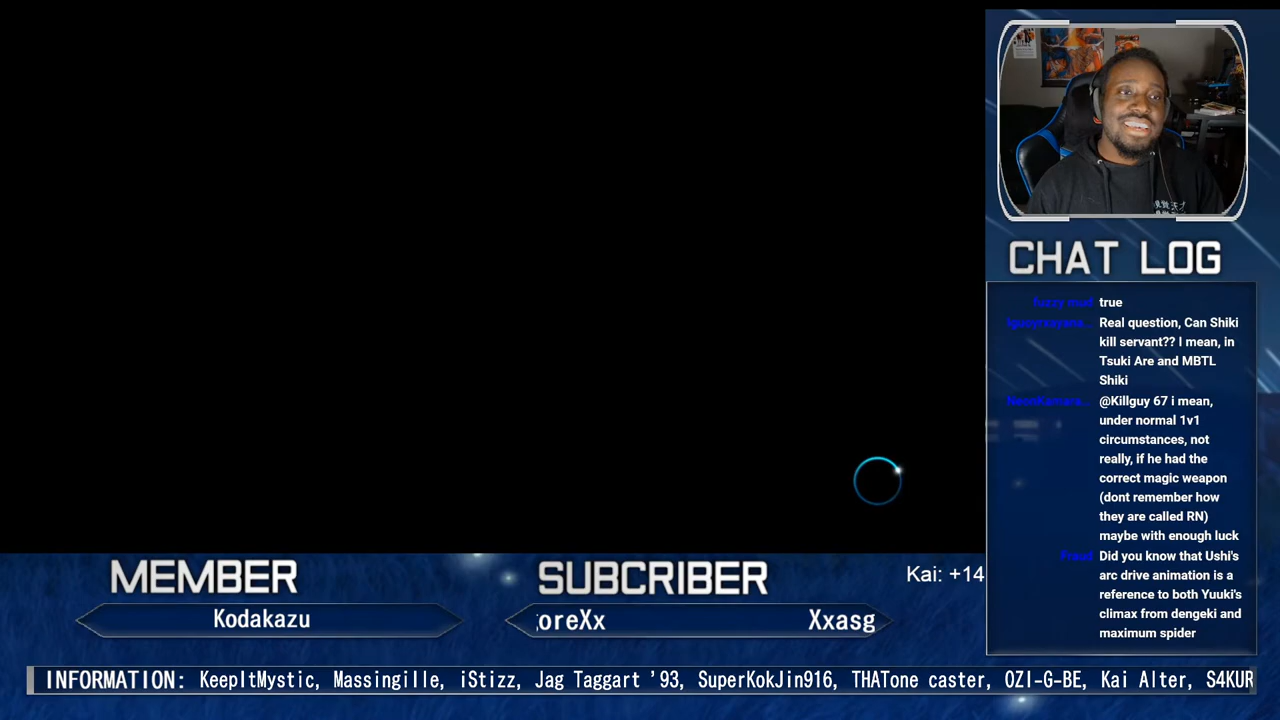 CHAT LOG
fuzzy mad true
Real question, Can Shiki
kill servant?? I mean, in
Tsuki Are and MBTL
Shiki
@Killguy 67 i mean,
under normal 1v1
circumstances, not
really, if he had the
correct magic weapon
(dont remember how
they are called RN)
maybe with enough luck
Did you know that Ushi's
arc drive animation is a
reference to both Yuuki's
climax from dengeki and
maximum spider
MEMBER
Kodakazu
SUBCRIBER
oreXx Xxasg
Kai: +14
INFORMATION: KeepItMystic, Massingille, iStizz, Jag Taggart '93, SuperKokJin916, THATone caster, OZI-G-BE, Kai Alter, S4KUR